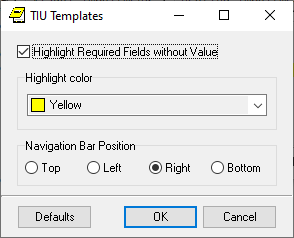 TIU Templates
Highlight Required Fields without Value
Highlight color
Yellow
Navigation Bar Position
Top Left Right Bottom
Defaults OK Cancel